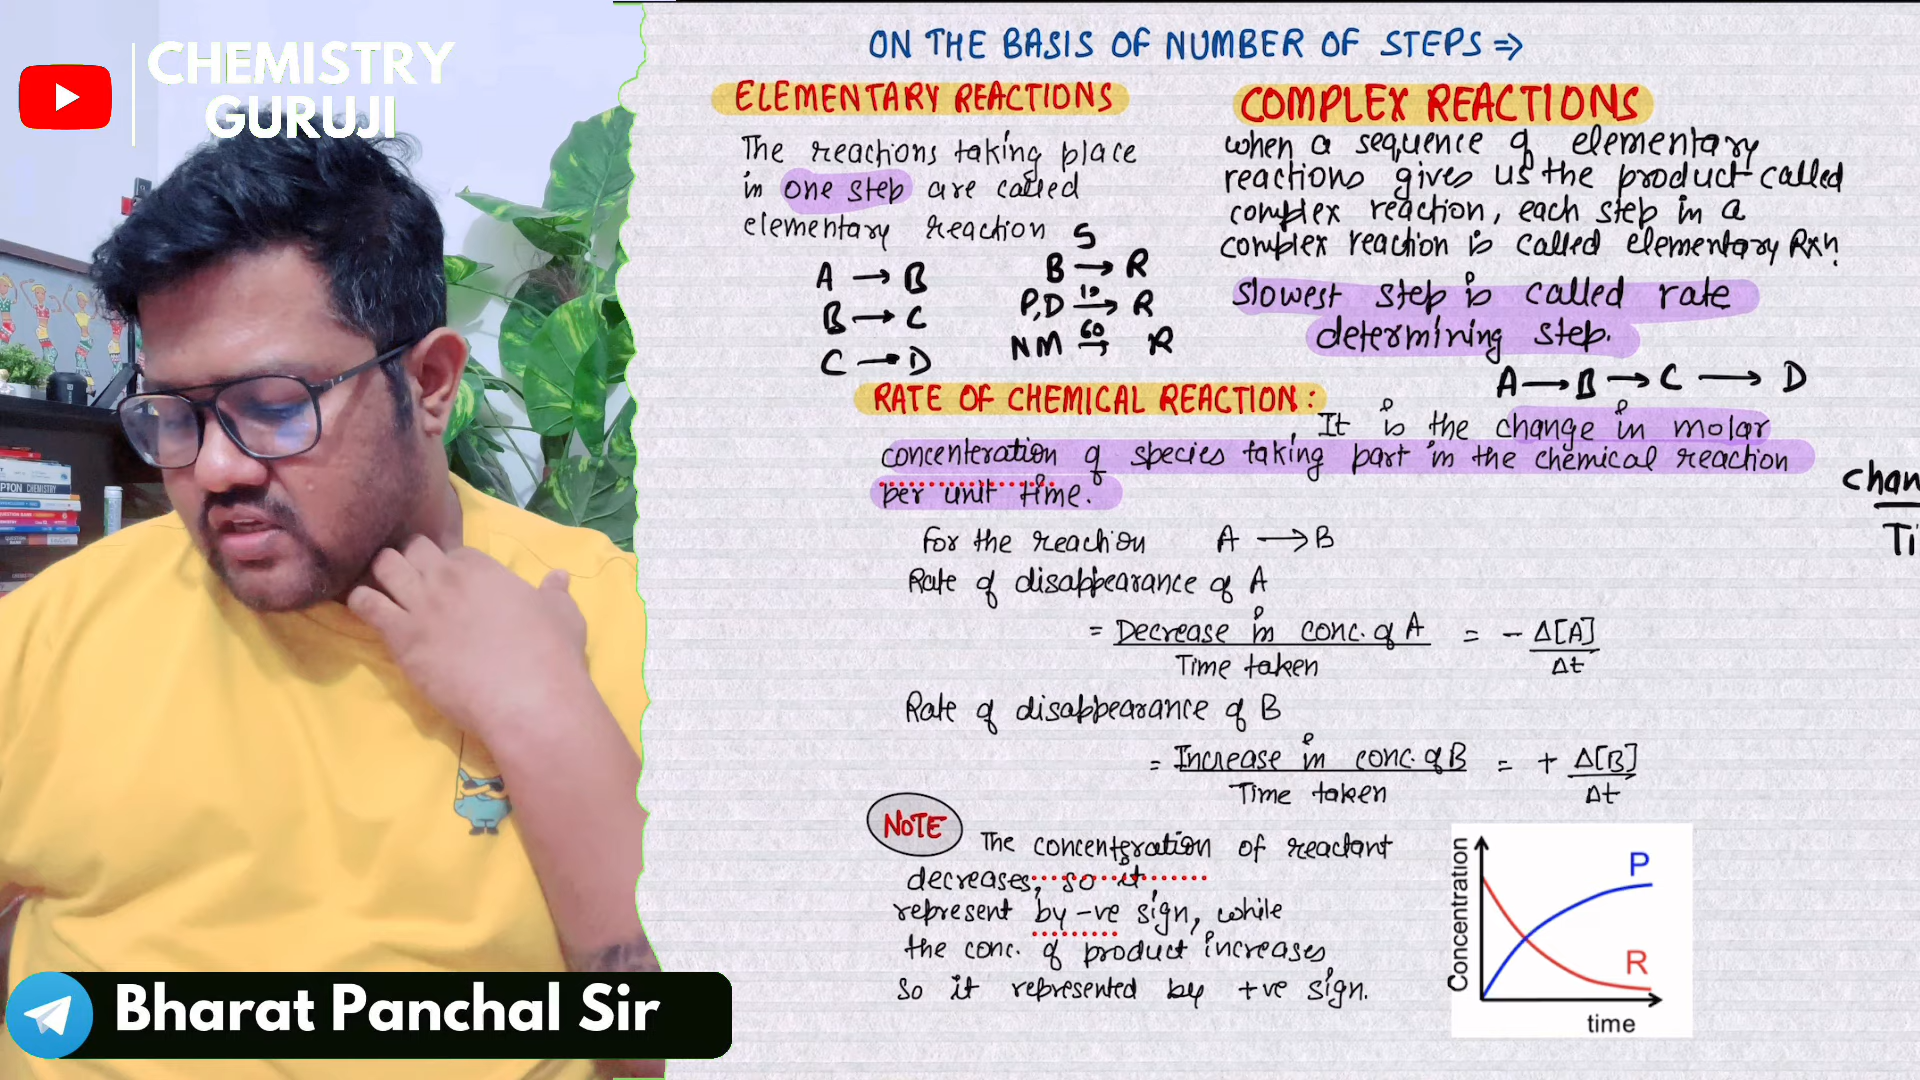 CHEMISTRY
GURUJI
ON THE BASIS OF NUMBER OF STEPS ⇒
ELEMENTARY REACTIONS
The reactions taking place
in one step are called
elementary reaction
A → B
B → C
C → D
S
B → R
P,D 10→ R
NM 60→ R
COMPLEX REACTIONS
when a sequence of elementary
reactions gives us the product called
complex reaction, each step in a
complex reaction is called elementary Rxn.
Slowest step is called rate
determining step.
A → B → C → D
RATE OF CHEMICAL REACTION :
It is the change in molar
concenteration of species taking part in the chemical reaction
per unit time.
chan
Ti
For the reaction A → B
Rate of disappearance of A
= Decrease in conc. of A / Time taken = - Δ[A] / Δt
Rate of disappearance of B
= Increase in conc. of B / Time taken = + Δ[B] / Δt
NOTE
The concentsration of reactant
decreases, so it
represent by -ve sign, while
the conc. of product increases
So it represented by +ve sign.
Concentration
P
R
time
Bharat Panchal Sir